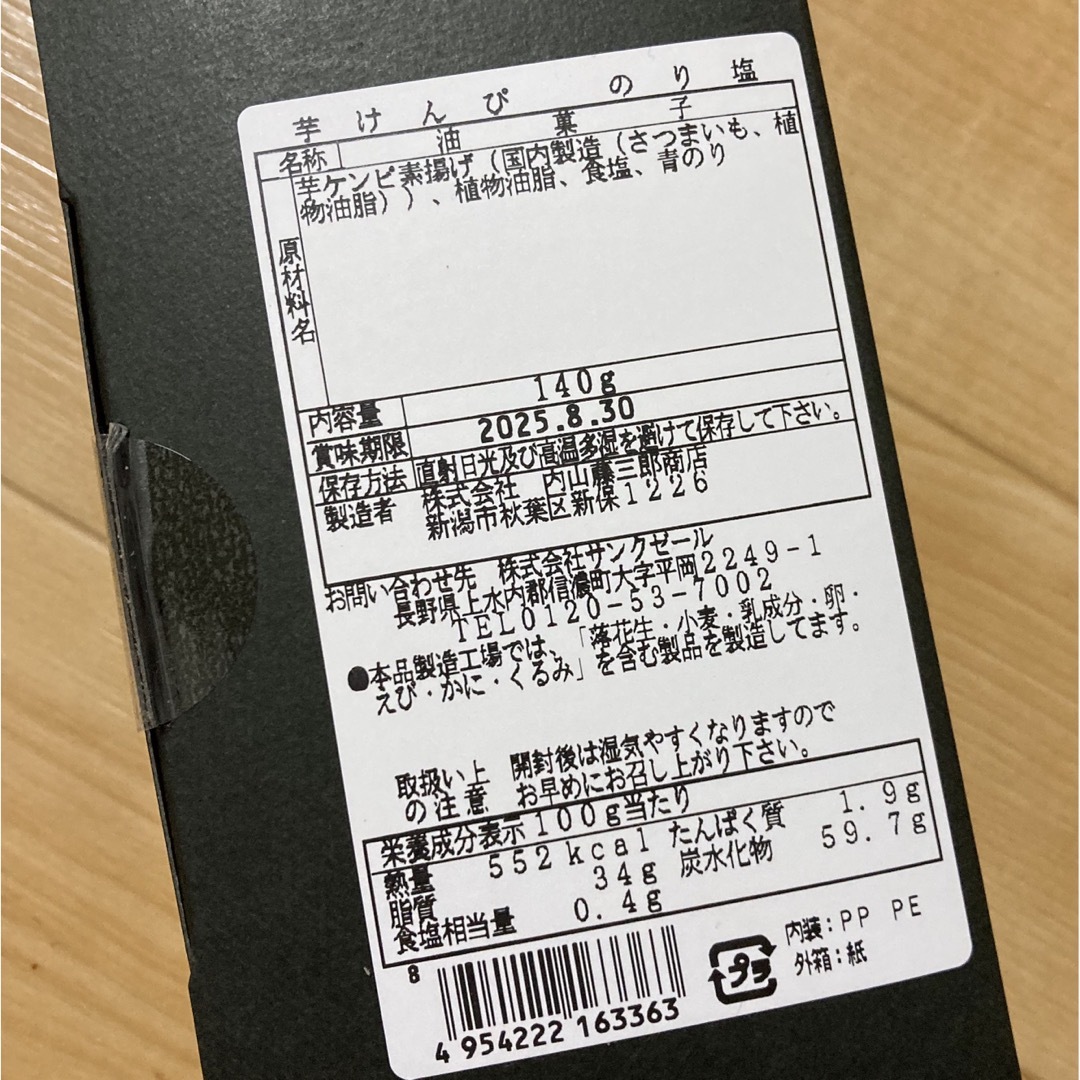 芋けんぴ のり塩
名称 油菓子
原材料名 芋ケンピ素揚げ（国内製造（さつまいも、植
物油脂））、植物油脂、食塩、青のり
内容量 140g
賞味期限 2025.8.30
保存方法 直射日光及び高温多湿を避けて保存して下さい。
製造者 株式会社 内山藤三郎商店
新潟市秋葉区新保1226
お問い合わせ先 株式会社サンクゼール
長野県上水内郡信濃町大字平岡2249-1
TEL0120-53-7002
●本品製造工場では、「落花生・小麦・乳成分・卵・
えび・かに・くるみ」を含む製品を製造してます。
取扱い上 開封後は湿気やすくなりますので
の注意 お早めにお召し上がり下さい。
栄養成分表示100g当たり
熱量 552kcal たんぱく質 1.9g
脂質 34g 炭水化物 59.7g
食塩相当量 0.4g
8
4 954222 163363
プラ
内装：PP PE
外箱：紙